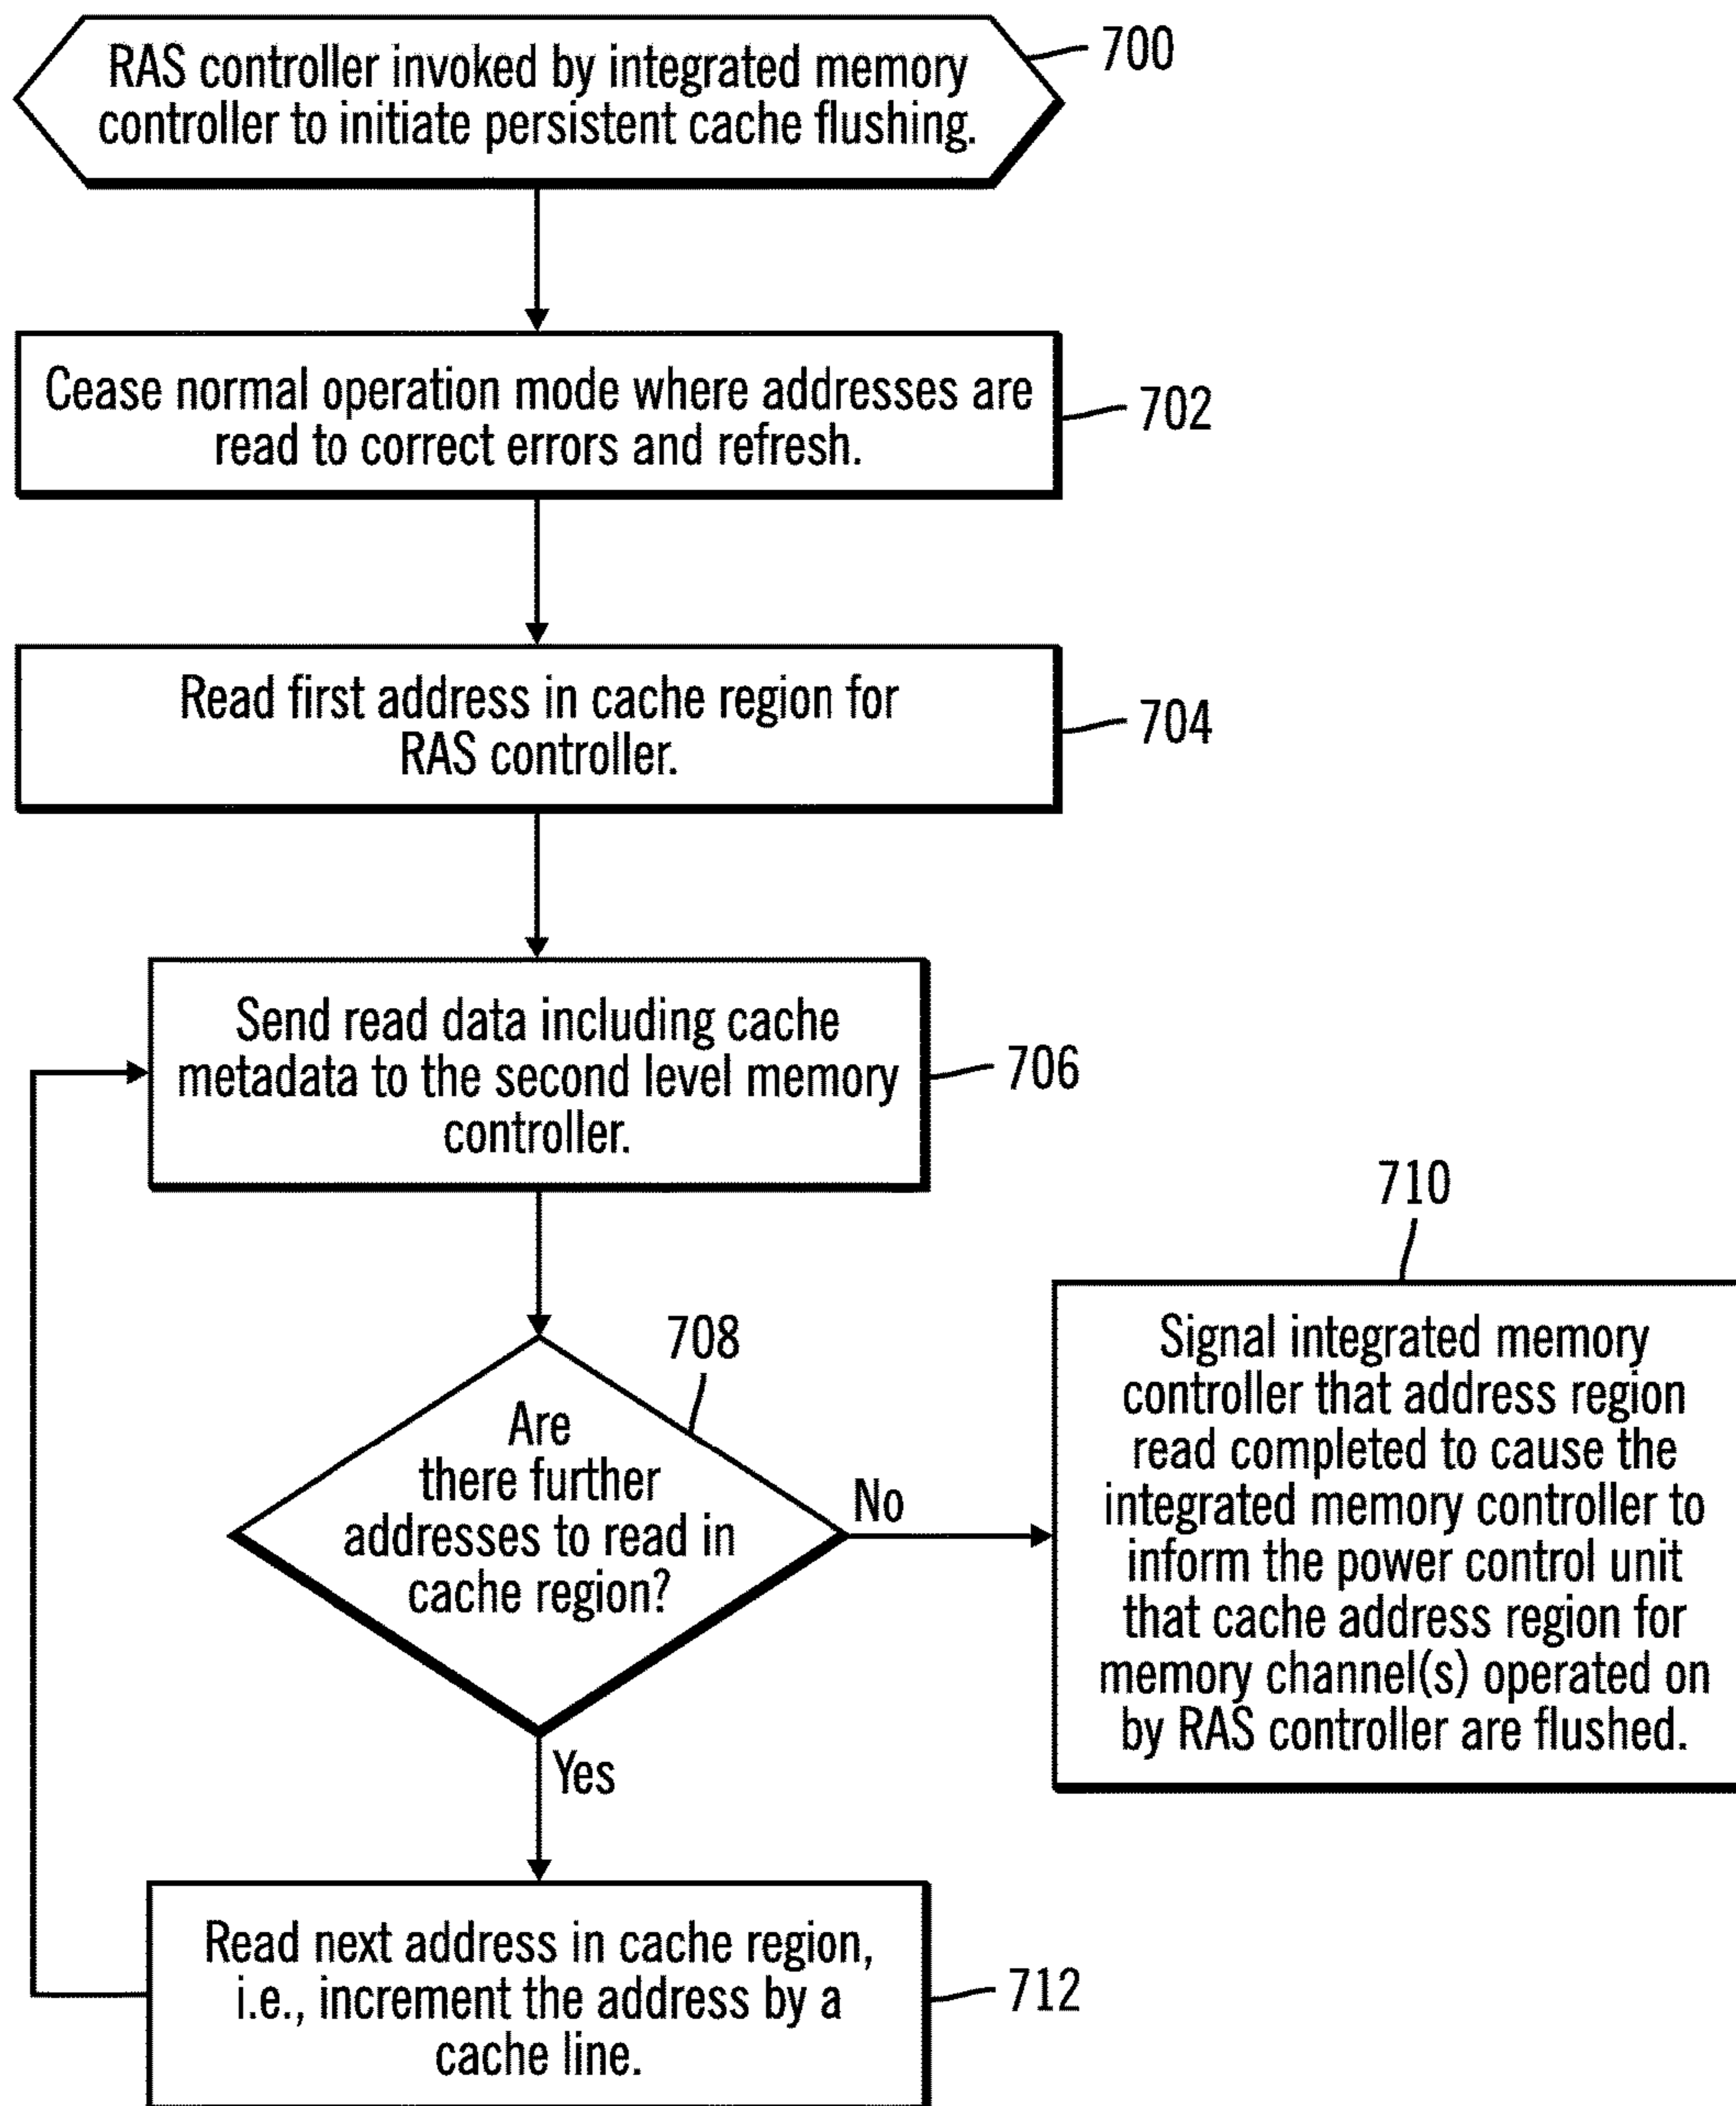 RAS controller invoked by integrated memory
controller to initiate persistent cache flushing.
700
Cease normal operation mode where addresses are
read to correct errors and refresh.
702
Read first address in cache region for
RAS controller.
704
Send read data including cache
metadata to the second level memory
controller.
706
708
Are
there further
addresses to read in
cache region?
No
Yes
710
Signal integrated memory
controller that address region
read completed to cause the
integrated memory controller to
inform the power control unit
that cache address region for
memory channel(s) operated on
by RAS controller are flushed.
Read next address in cache region,
i.e., increment the address by a
cache line.
712